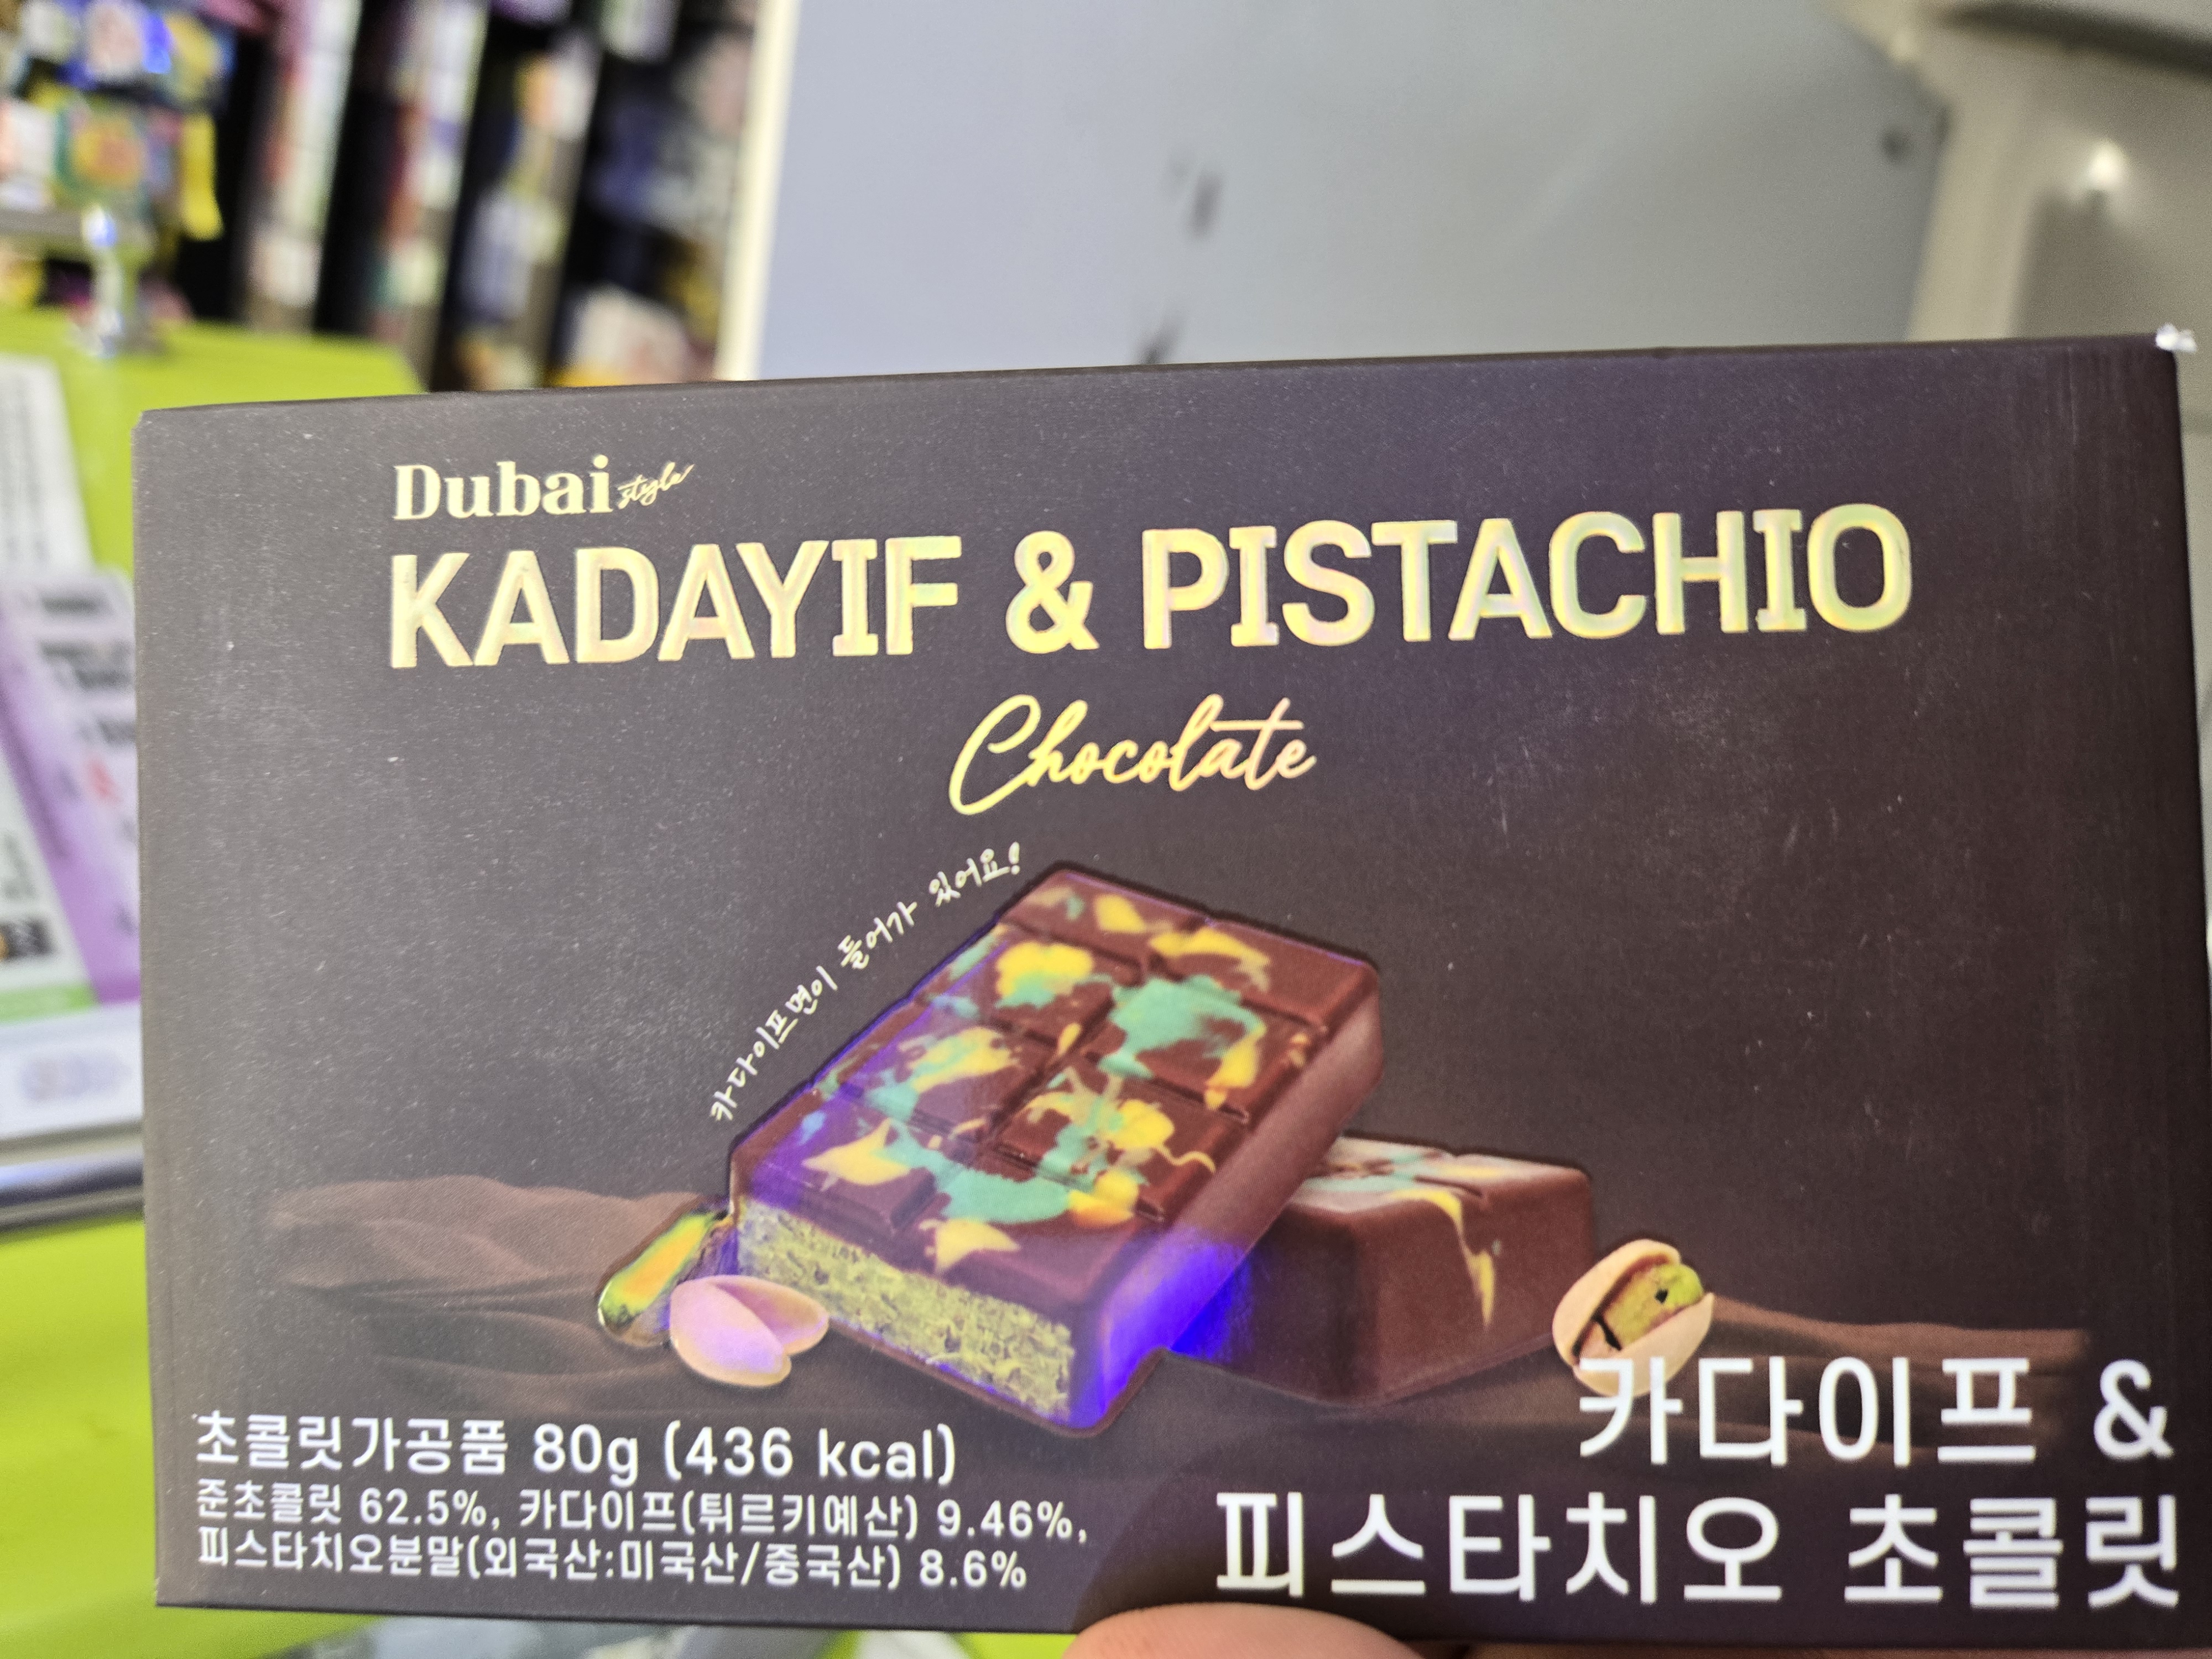 Dubai style
KADAYIF & PISTACHIO
Chocolate
카다이프면이 들어가 있어요!
초콜릿가공품 80g (436 kcal)
준초콜릿 62.5%, 카다이프(튀르키예산) 9.46%,
피스타치오분말(외국산:미국산/중국산) 8.6%
카다이프 &
피스타치오 초콜릿